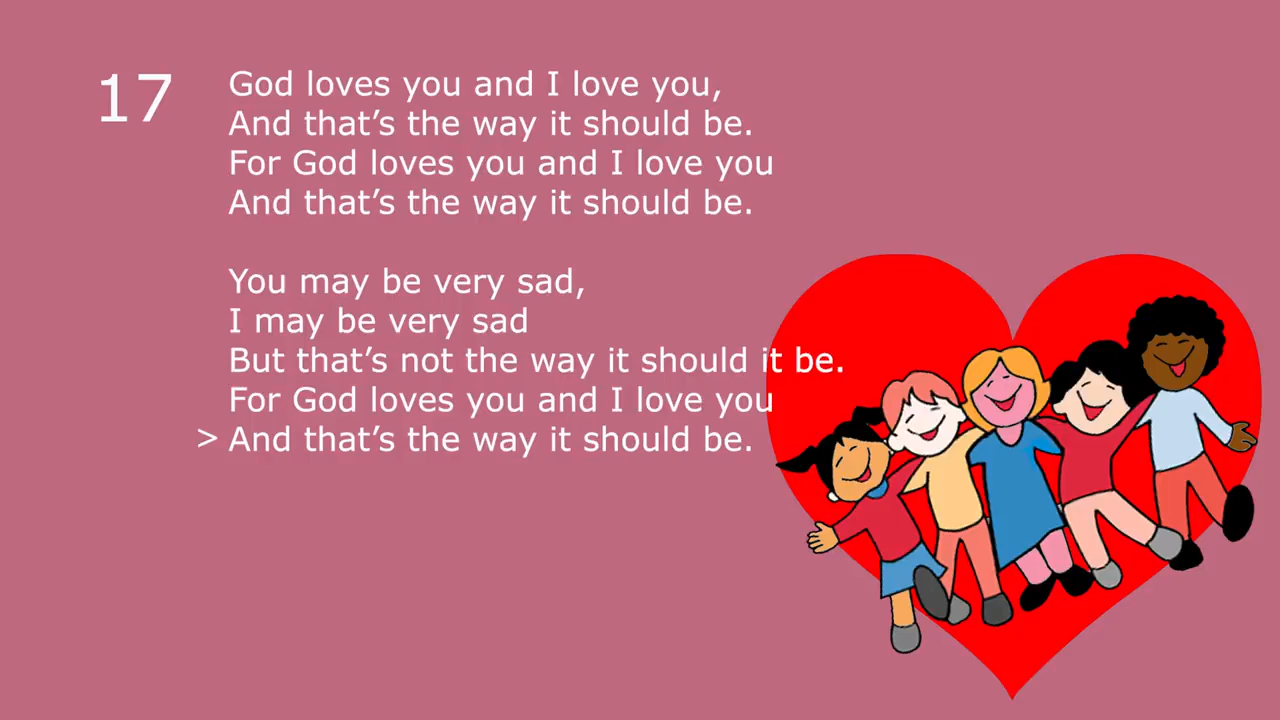 17
God loves you and I love you,
And that’s the way it should be.
For God loves you and I love you
And that’s the way it should be.
You may be very sad,
I may be very sad
But that’s not the way it should it be.
For God loves you and I love you
> And that’s the way it should be.